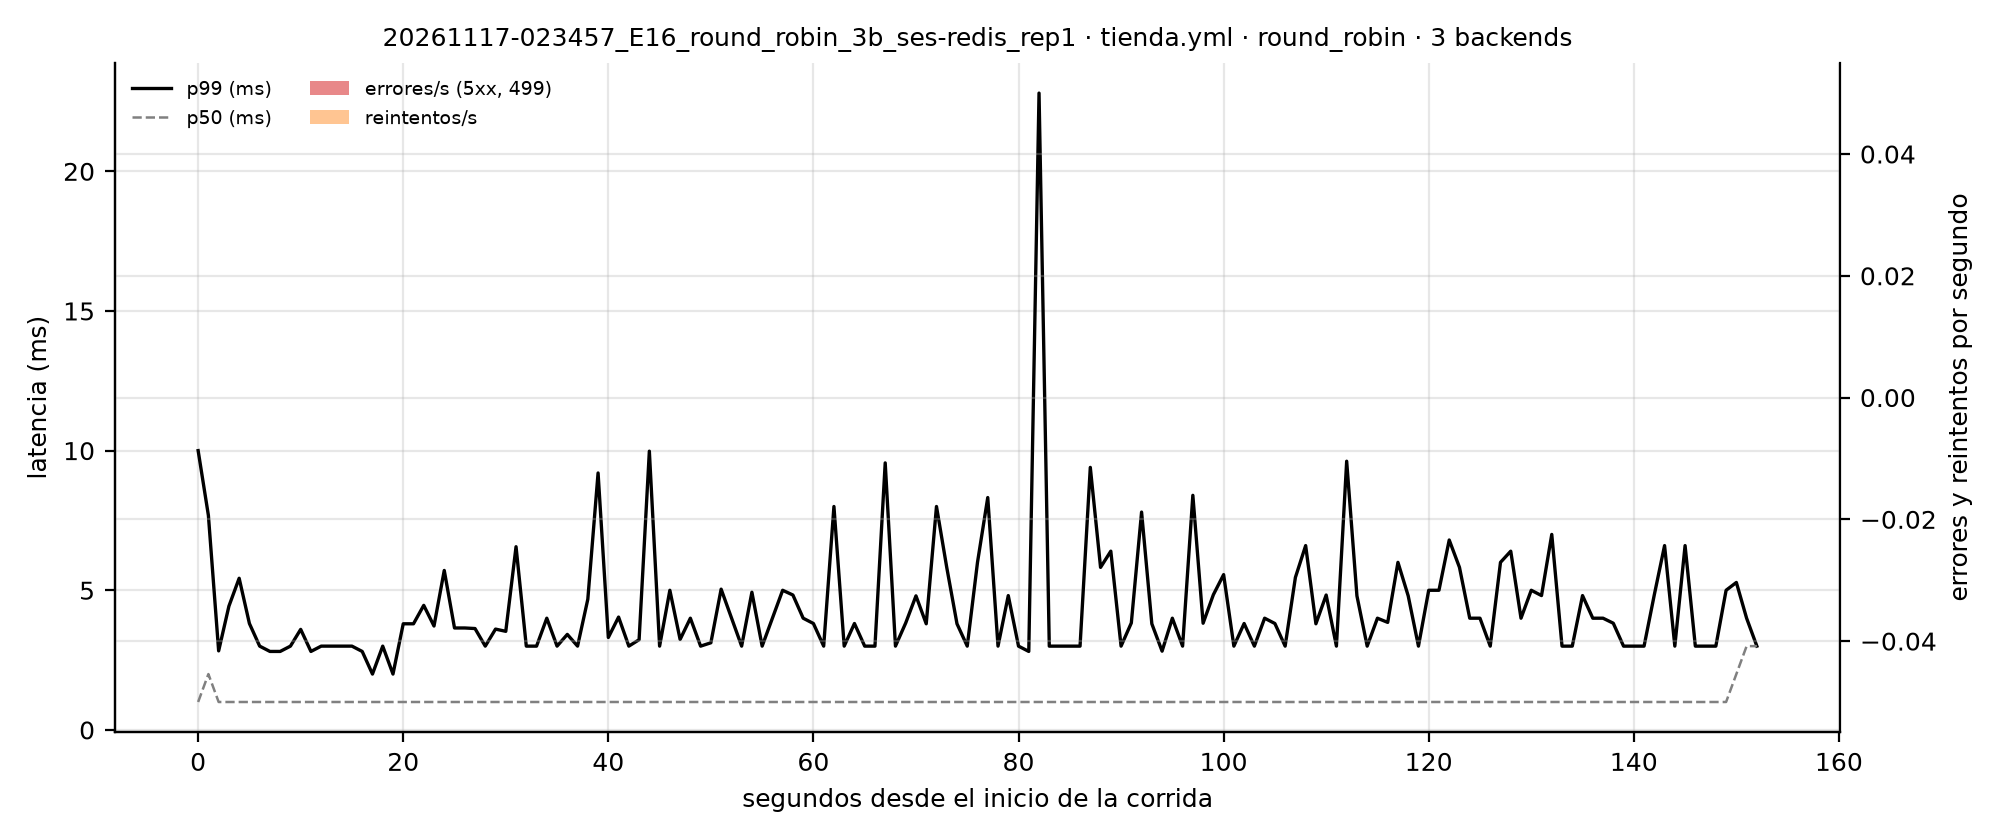 20261117-023457_E16_round_robin_3b_ses-redis_rep1 · tienda.yml · round_robin · 3 backends
p99 (ms)
p50 (ms)
errores/s (5xx, 499)
reintentos/s
latencia (ms)
20
15
10
5
0
0.04
0.02
0.00
−0.02
−0.04
errores y reintentos por segundo
0 20 40 60 80 100 120 140 160
segundos desde el inicio de la corrida